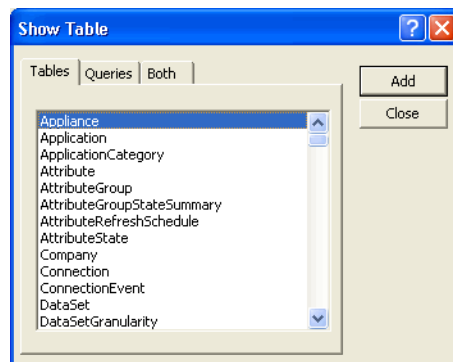 Show Table
Tables Queries Both
Add
Close
Appliance
Application
ApplicationCategory
Attribute
AttributeGroup
AttributeGroupStateSummary
AttributeRefreshSchedule
AttributeState
Company
Connection
ConnectionEvent
DataSet
DataSetGranularity